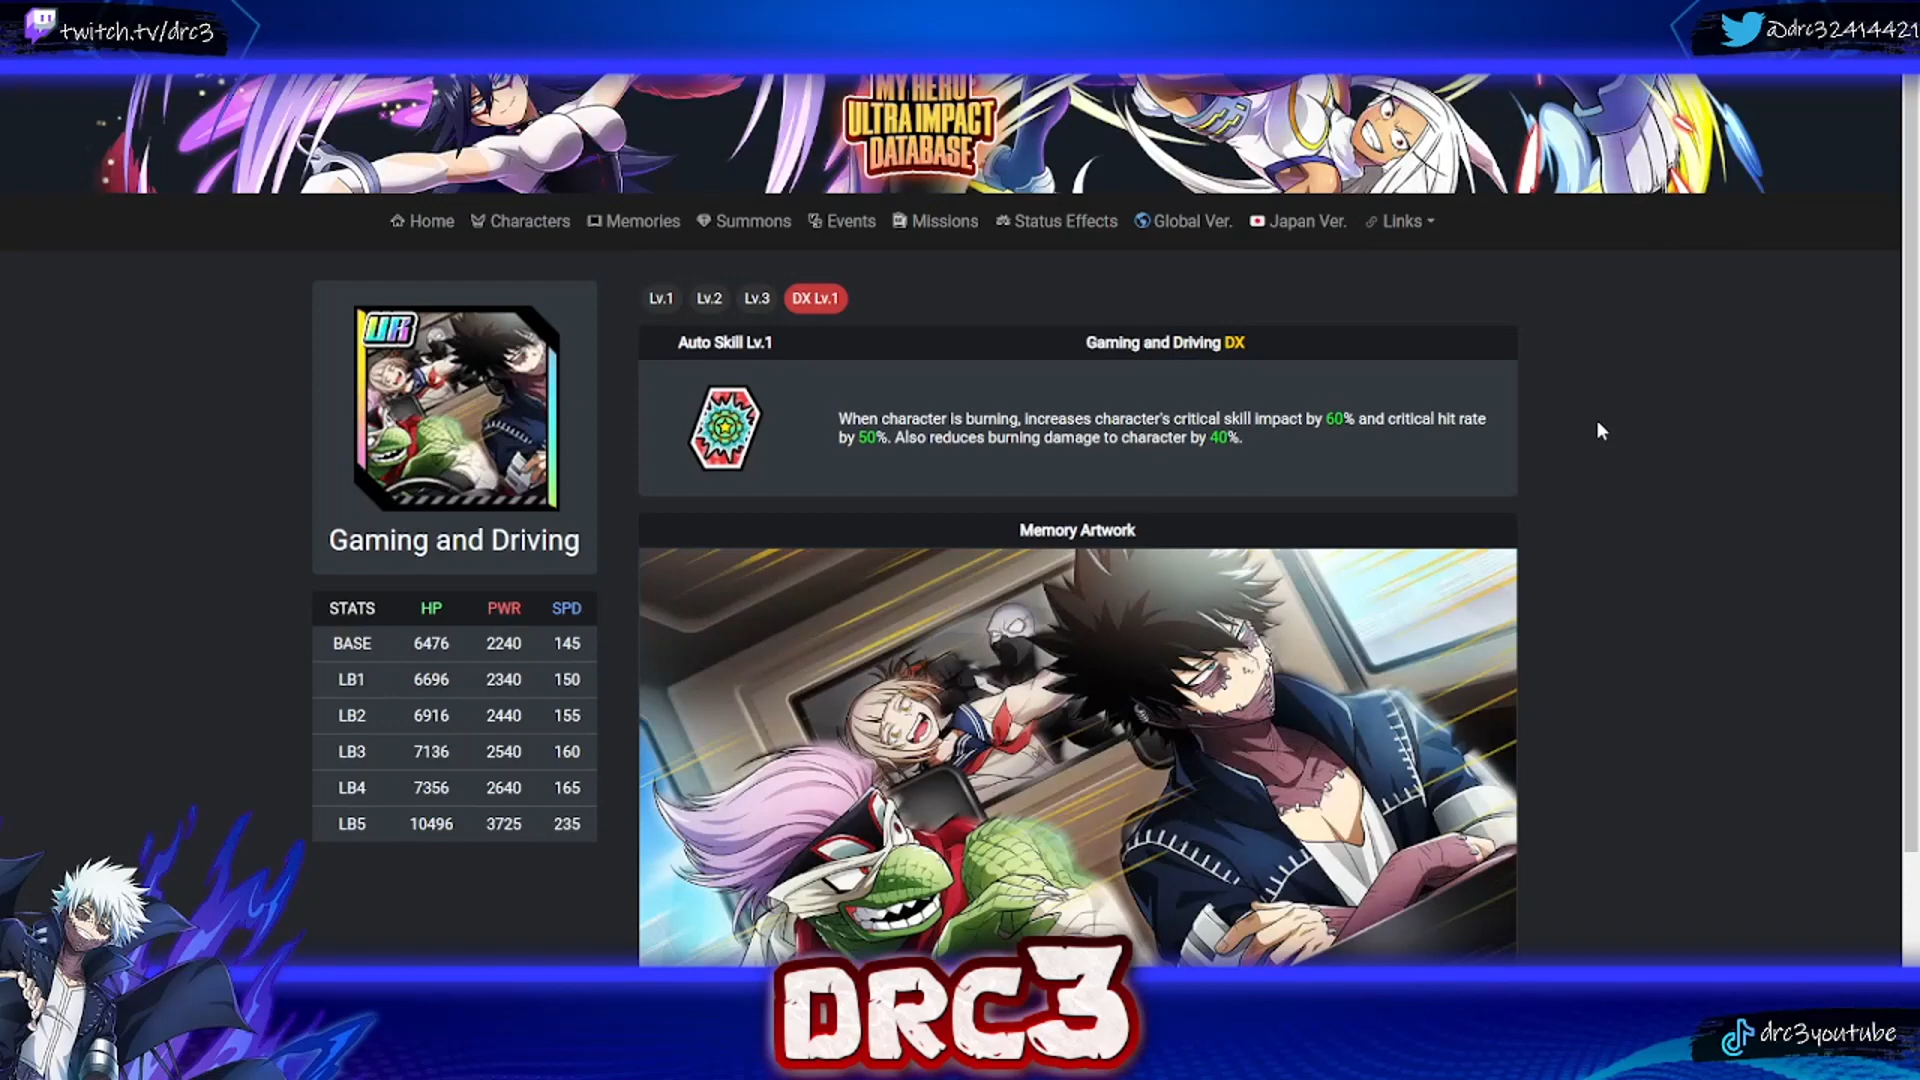 twitch.tv/drc3
@drc32414421
MY HERO
ULTRA IMPACT
DATABASE
Home Characters Memories Summons Events Missions Status Effects Global Ver. Japan Ver. Links
Lv.1 Lv.2 Lv.3 DX Lv.1
Auto Skill Lv.1 Gaming and Driving DX
When character is burning, increases character's critical skill impact by 60% and critical hit rate
by 50%. Also reduces burning damage to character by 40%.
UR
Gaming and Driving
STATS HP PWR SPD
BASE 6476 2240 145
LB1 6696 2340 150
LB2 6916 2440 155
LB3 7136 2540 160
LB4 7356 2640 165
LB5 10496 3725 235
Memory Artwork
DRC3
drc3youtube